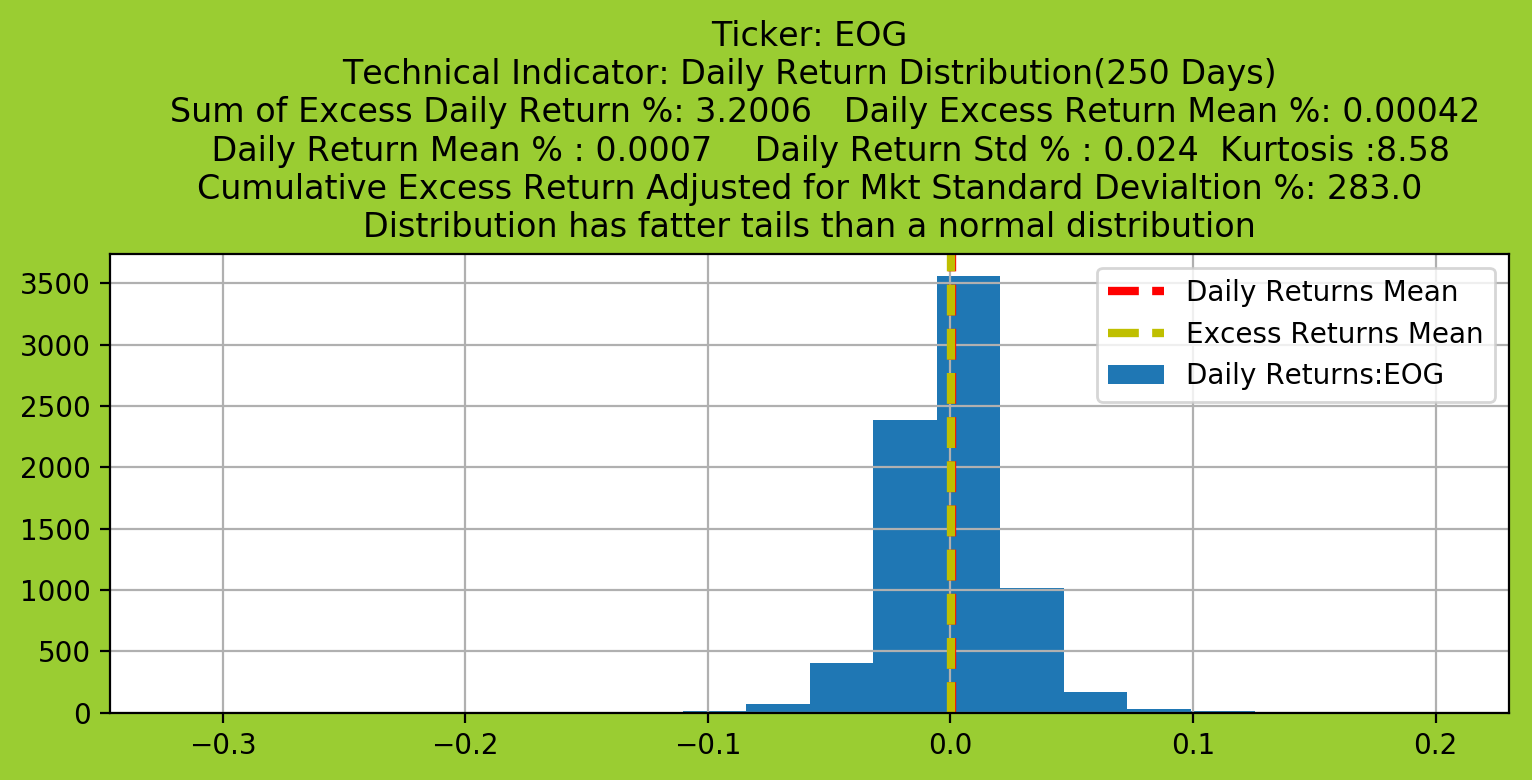 Ticker: EOG
Technical Indicator: Daily Return Distribution(250 Days)
Sum of Excess Daily Return %: 3.2006   Daily Excess Return Mean %: 0.00042
Daily Return Mean % : 0.0007    Daily Return Std % : 0.024  Kurtosis :8.58
Cumulative Excess Return Adjusted for Mkt Standard Devialtion %: 283.0
Distribution has fatter tails than a normal distribution
Daily Returns Mean
Excess Returns Mean
Daily Returns:EOG
3500
3000
2500
2000
1500
1000
500
0
−0.3 −0.2 −0.1 0.0 0.1 0.2